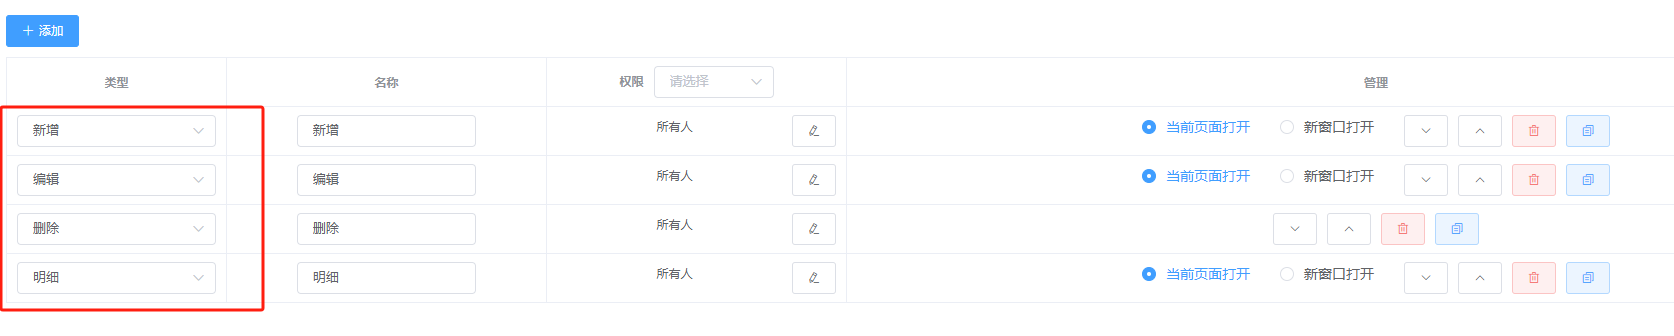 添加
类型 名称 权限 请选择 管理
新增 新增 所有人 当前页面打开 新窗口打开
编辑 编辑 所有人 当前页面打开 新窗口打开
删除 删除 所有人
明细 明细 所有人 当前页面打开 新窗口打开